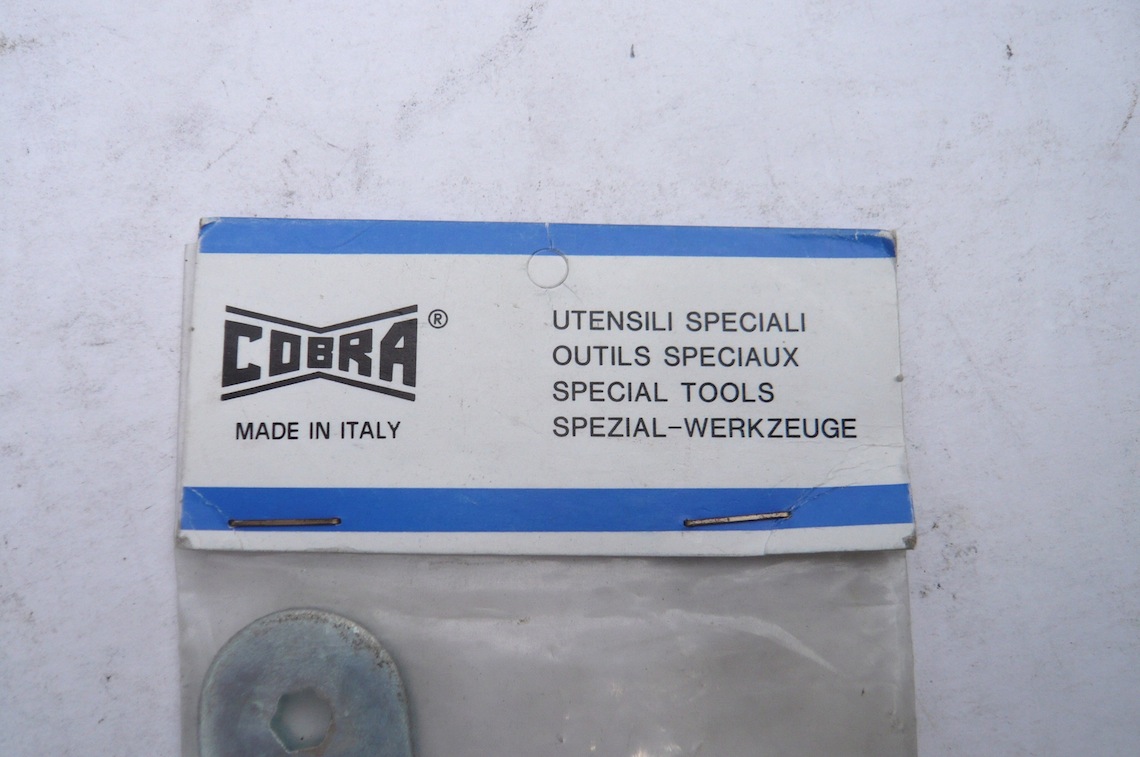 COBRA ®
MADE IN ITALY
UTENSILI SPECIALI
OUTILS SPECIAUX
SPECIAL TOOLS
SPEZIAL-WERKZEUGE